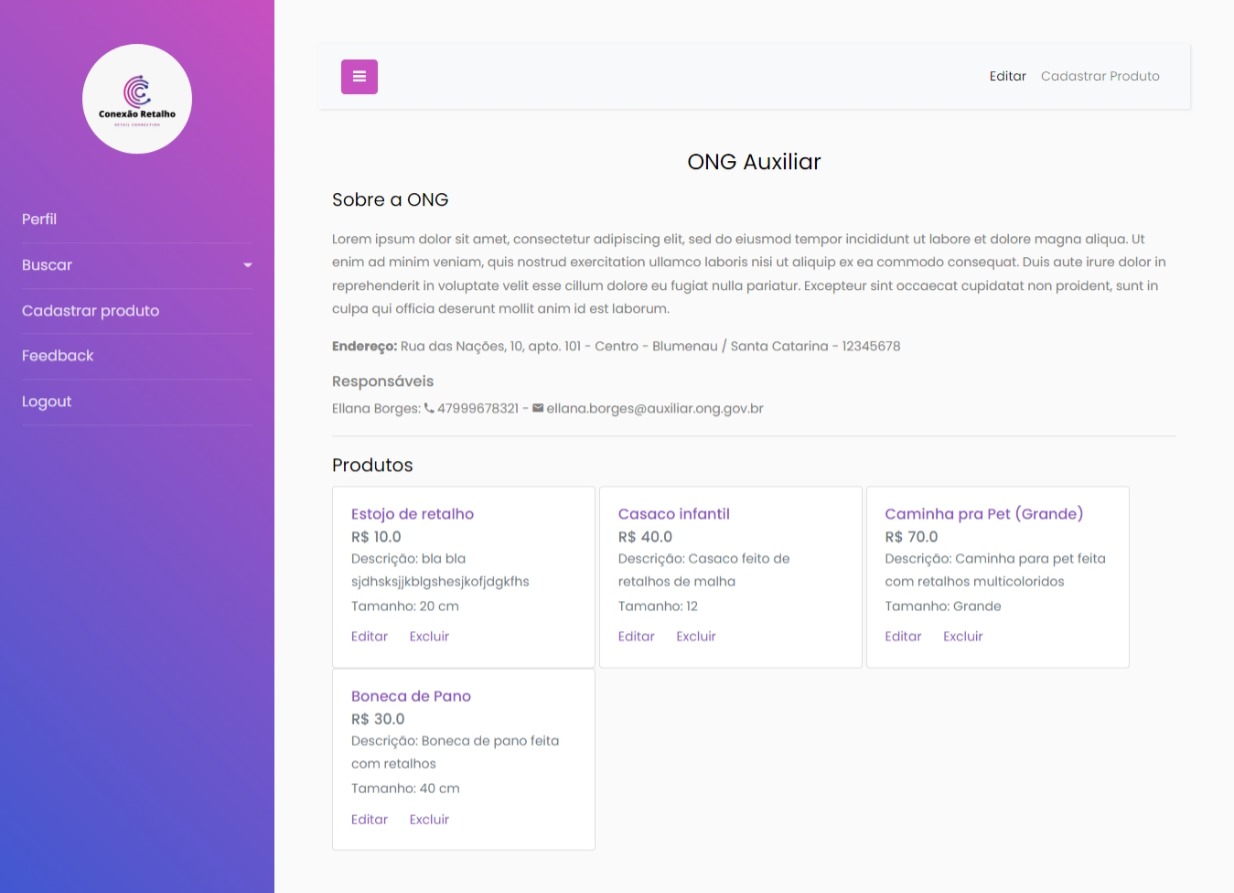 Conexão Retalho
RETAIL CONNECTION
Perfil
Buscar
Cadastrar produto
Feedback
Logout
Editar Cadastrar Produto
ONG Auxiliar
Sobre a ONG
Lorem ipsum dolor sit amet, consectetur adipiscing elit, sed do eiusmod tempor incididunt ut labore et dolore magna aliqua. Ut
enim ad minim veniam, quis nostrud exercitation ullamco laboris nisi ut aliquip ex ea commodo consequat. Duis aute irure dolor in
reprehenderit in voluptate velit esse cillum dolore eu fugiat nulla pariatur. Excepteur sint occaecat cupidatat non proident, sunt in
culpa qui officia deserunt mollit anim id est laborum.
Endereço: Rua das Nações, 10, apto. 101 - Centro - Blumenau / Santa Catarina - 12345678
Responsáveis
Ellana Borges: 47999678321 - ellana.borges@auxiliar.ong.gov.br
Produtos
Estojo de retalho
R$ 10.0
Descrição: bla bla
sjdhsksjjkblgshesjkofjdgkfhs
Tamanho: 20 cm
Editar Excluir
Casaco infantil
R$ 40.0
Descrição: Casaco feito de
retalhos de malha
Tamanho: 12
Editar Excluir
Caminha pra Pet (Grande)
R$ 70.0
Descrição: Caminha para pet feita
com retalhos multicoloridos
Tamanho: Grande
Editar Excluir
Boneca de Pano
R$ 30.0
Descrição: Boneca de pano feita
com retalhos
Tamanho: 40 cm
Editar Excluir